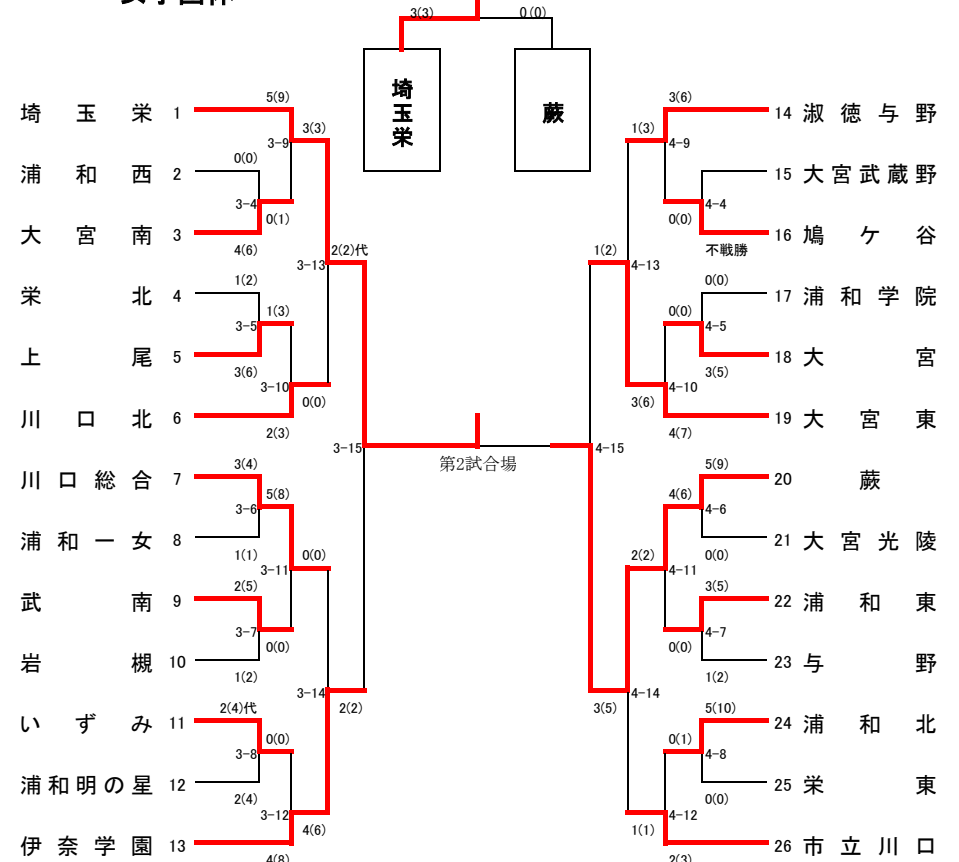 3(3) 0(0)
埼玉栄
蕨
埼玉栄 1 5(9)
3-9 3(3)
浦和西 2 0(0)
3-4 0(1)
大宮南 3 4(6)
3-13 2(2)代
栄北 4 1(2)
3-5 1(3)
上尾 5 3(6)
3-10 0(0)
川口北 6 2(3)
3-15
第2試合場
川口総合 7 3(4)
3-6 5(8)
浦和一女 8 1(1)
3-11 0(0)
武南 9 2(5)
3-7 0(0)
岩槻 10 1(2)
3-14 2(2)
いずみ 11 2(4)代
3-8 0(0)
浦和明の星 12 2(4)
3-12 4(6)
伊奈学園 13 4(8)
3(6) 14 淑徳与野
1(3) 4-9
15 大宮武蔵野
0(0) 4-4
16 鳩ケ谷
不戦勝
1(2) 4-13
0(0) 17 浦和学院
0(0) 4-5
18 大宮
3(5)
3(6) 4-10
19 大宮東
4(7)
4-15
5(9) 20 蕨
4(6) 4-6
21 大宮光陵
0(0)
2(2) 4-11
3(5) 22 浦和東
0(0) 4-7
23 与野
1(2)
3(5) 4-14
5(10) 24 浦和北
0(1) 4-8
25 栄東
0(0)
1(1) 4-12
26 市立川口
2(3)